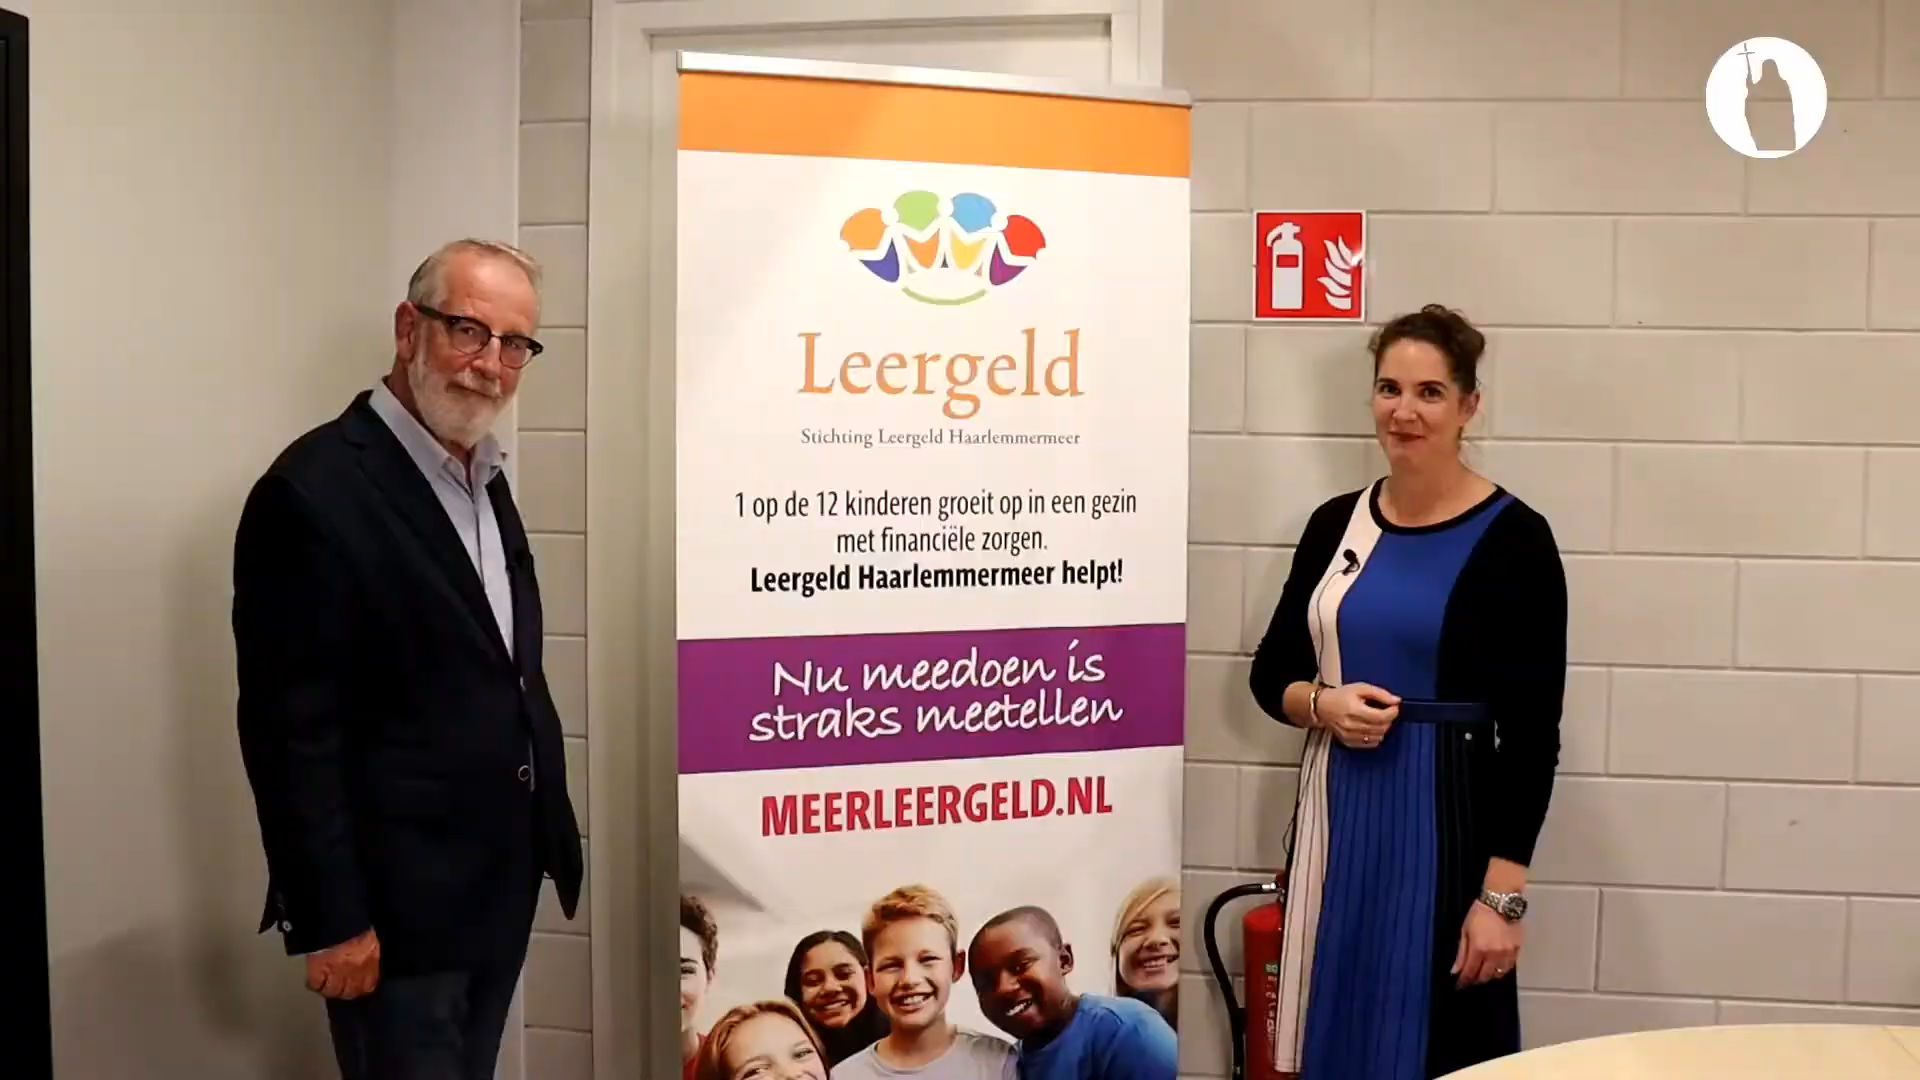 Leergeld
Stichting Leergeld Haarlemmermeer
1 op de 12 kinderen groeit op in een gezin
met financiële zorgen.
Leergeld Haarlemmermeer helpt!
Nu meedoen is
straks meetellen
MEERLEERGELD.NL